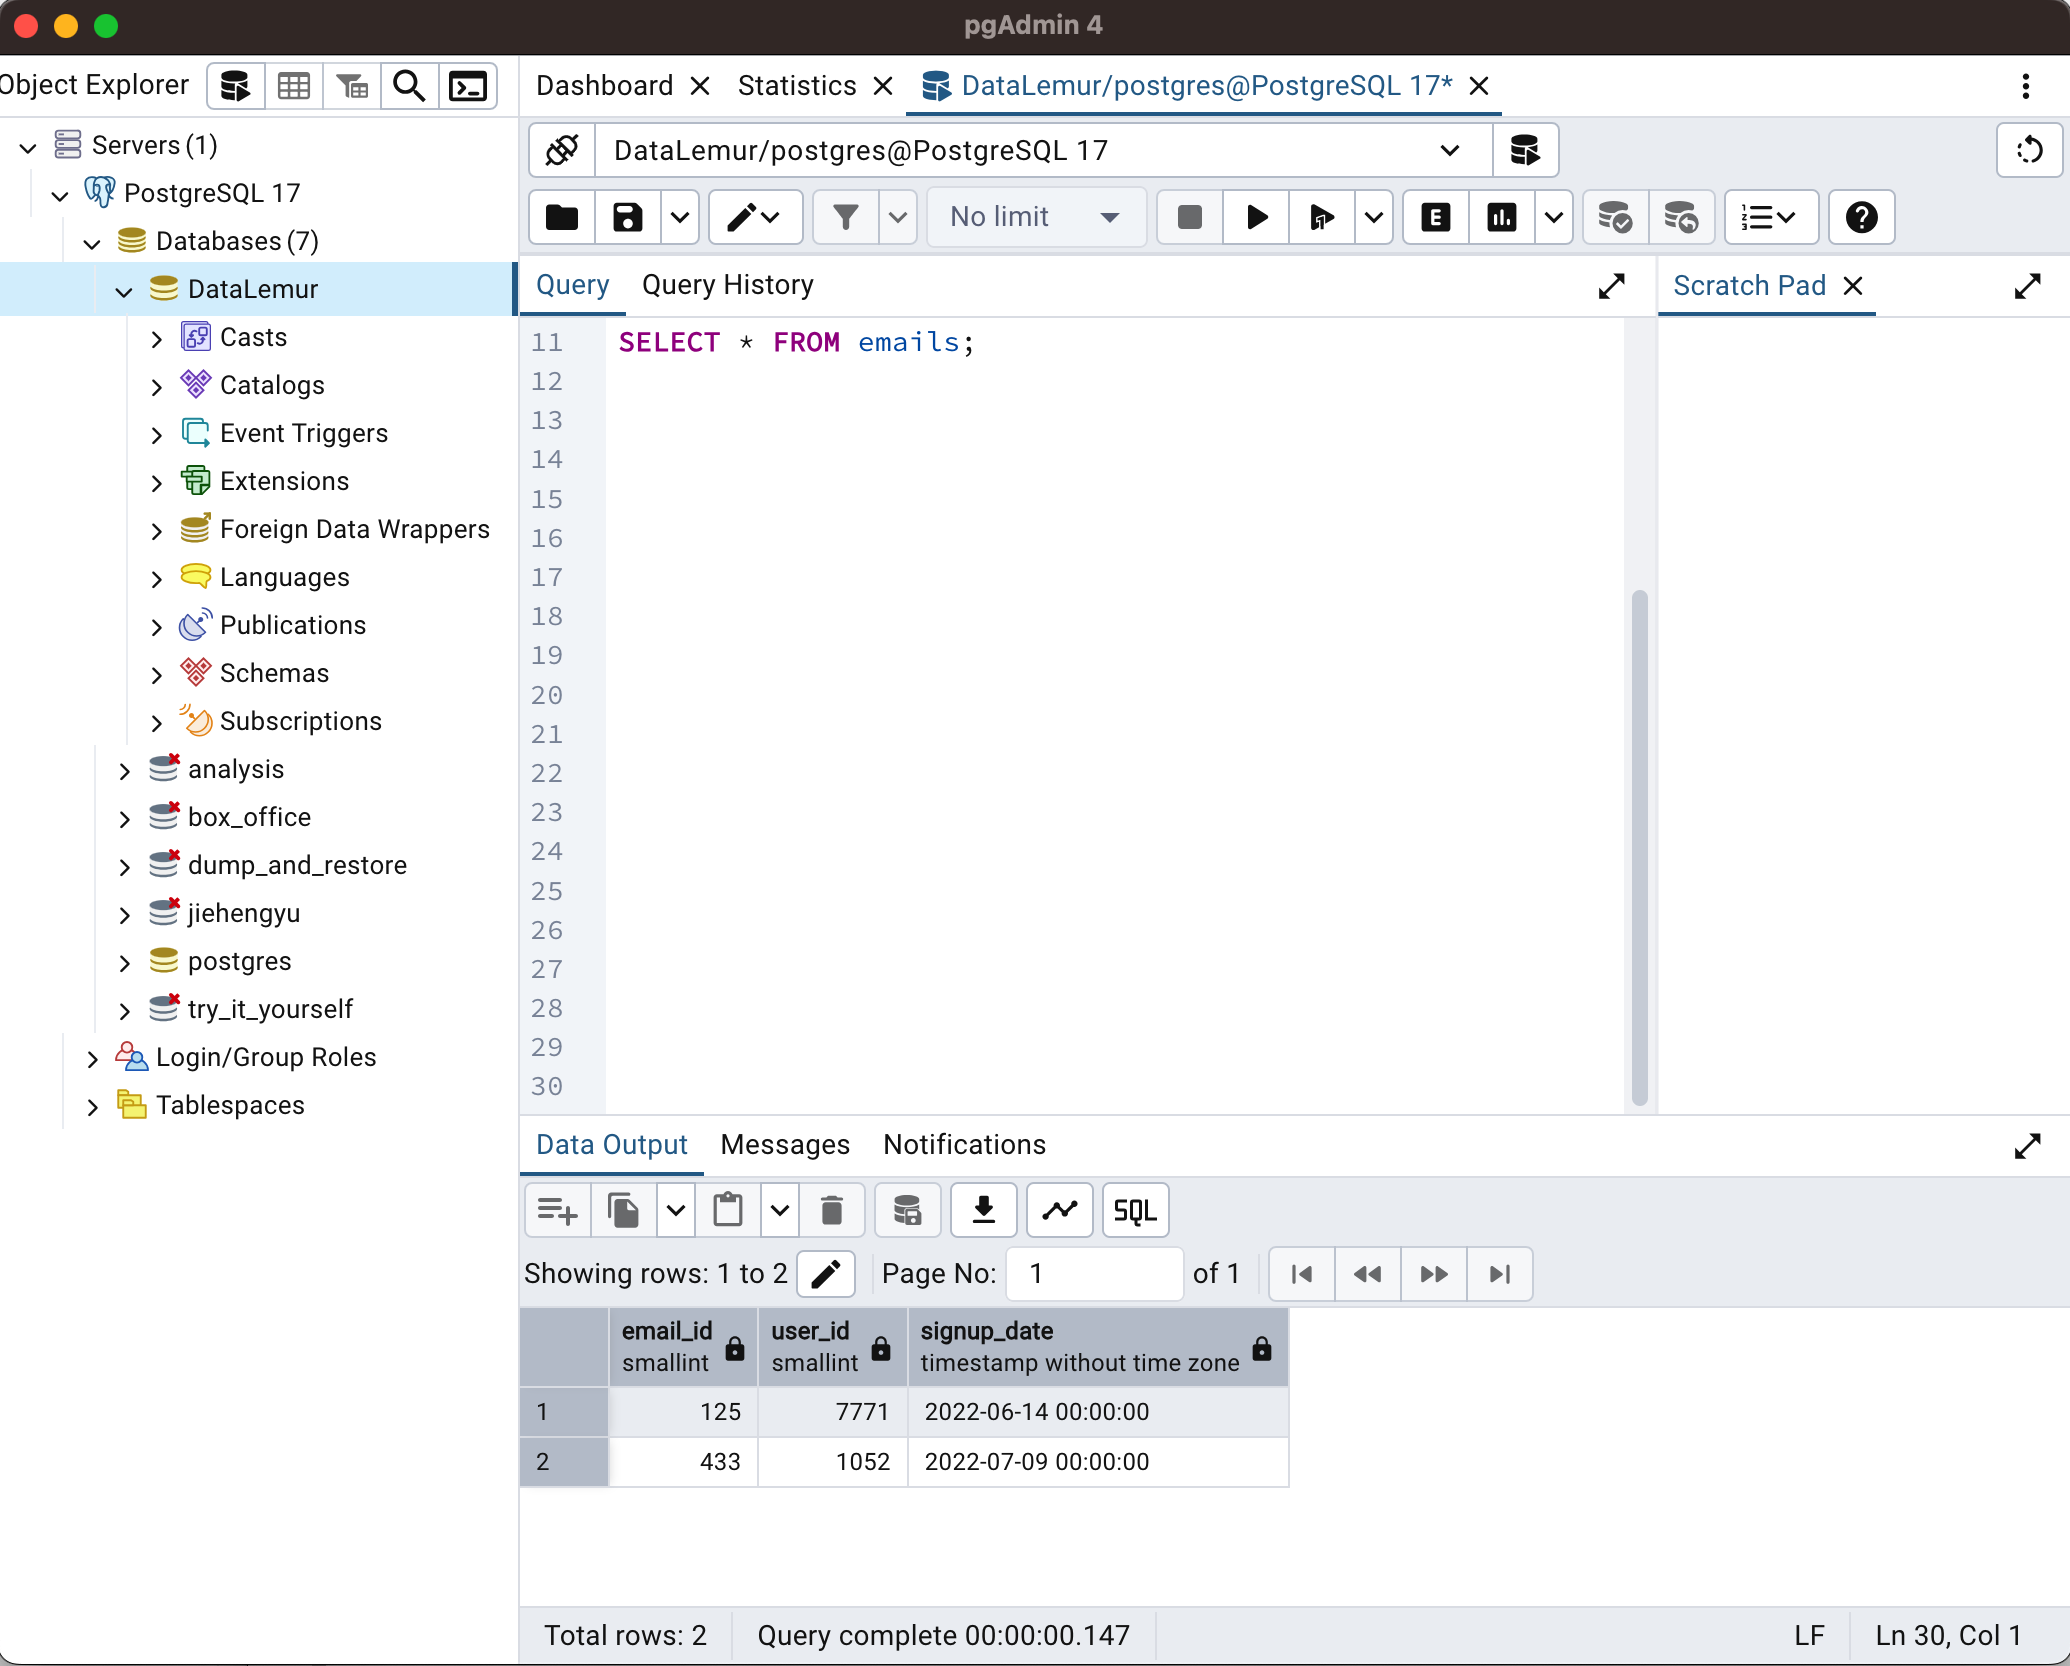 pgAdmin 4
Object Explorer
Dashboard
Statistics
DataLemur/postgres@PostgreSQL 17*
Servers (1)
PostgreSQL 17
Databases (7)
DataLemur
Casts
Catalogs
Event Triggers
Extensions
Foreign Data Wrappers
Languages
Publications
Schemas
Subscriptions
analysis
box_office
dump_and_restore
jiehengyu
postgres
try_it_yourself
Login/Group Roles
Tablespaces
DataLemur/postgres@PostgreSQL 17
No limit
E
Query
Query History
Scratch Pad
11 SELECT * FROM emails;
12
13
14
15
16
17
18
19
20
21
22
23
24
25
26
27
28
29
30
Data Output
Messages
Notifications
SQL
Showing rows: 1 to 2
Page No: 1 of 1
email_id user_id signup_date
smallint smallint timestamp without time zone
1 125 7771 2022-06-14 00:00:00
2 433 1052 2022-07-09 00:00:00
Total rows: 2
Query complete 00:00:00.147
LF
Ln 30, Col 1